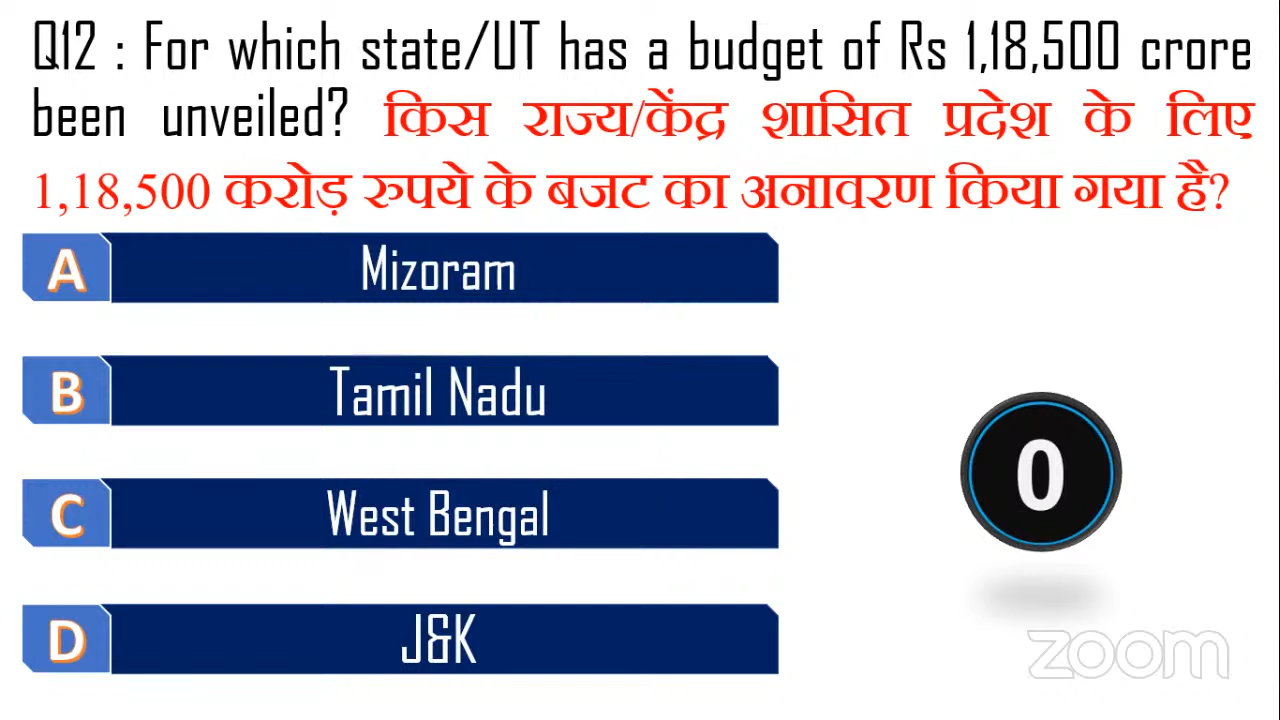 Q12 : For which state/UT has a budget of Rs 1,18,500 crore
been unveiled? किस राज्य/केंद्र शासित प्रदेश के लिए
1,18,500 करोड़ रुपये के बजट का अनावरण किया गया है?
A Mizoram
B Tamil Nadu
0
C West Bengal
D J&K
zoom